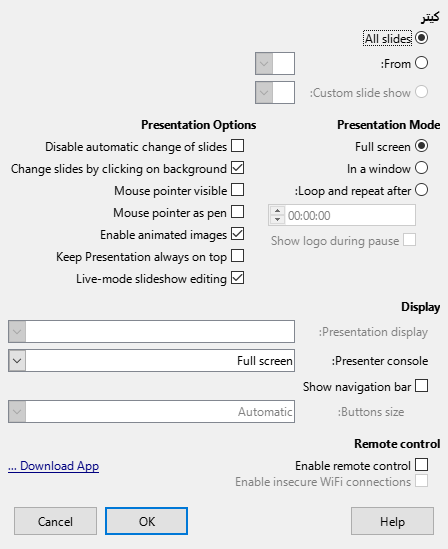 کیتر
All slides
From:
Custom slide show:
Presentation Mode
Full screen
In a window
Loop and repeat after:
00:00:00
Show logo during pause
Presentation Options
Disable automatic change of slides
Change slides by clicking on background
Mouse pointer visible
Mouse pointer as pen
Enable animated images
Keep Presentation always on top
Live-mode slideshow editing
Display
Presentation display:
Presenter console:
Full screen
Show navigation bar
Buttons size:
Automatic
Remote control
Enable remote control
Download App ...
Enable insecure WiFi connections
Help
OK
Cancel